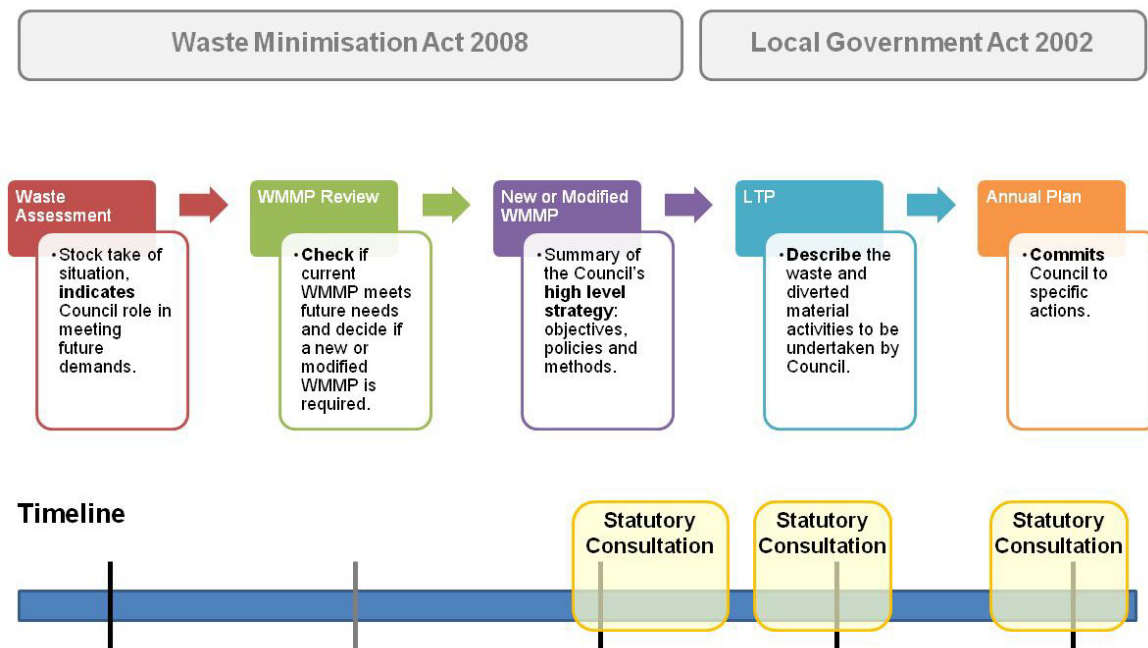 Waste Minimisation Act 2008
Local Government Act 2002
Waste
Assessment
•Stock take of
situation,
indicates
Council role in
meeting
future
demands.
WMMP Review
•Check if
current
WMMP meets
future needs
and decide if
a new or
modified
WMMP is
required.
New or Modified
WMMP
•Summary of
the Council's
high level
strategy:
objectives,
policies and
methods.
LTP
•Describe the
waste and
diverted
material
activities to be
undertaken by
Council.
Annual Plan
•Commits
Council to
specific
actions.
Timeline
Statutory
Consultation
Statutory
Consultation
Statutory
Consultation